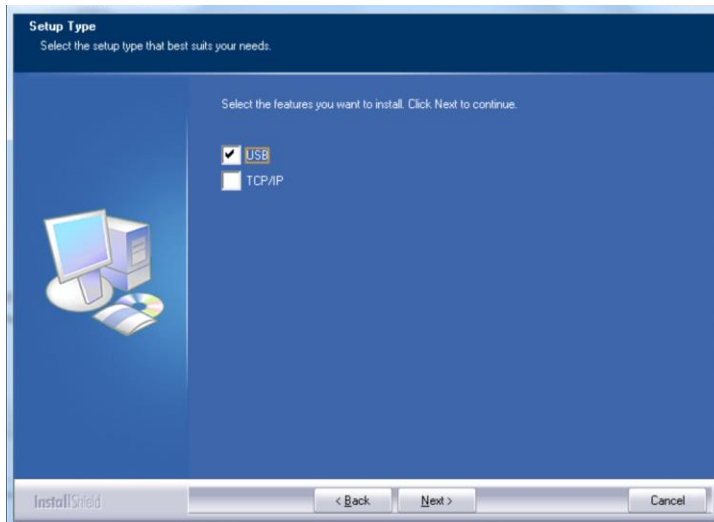 Setup Type
Select the setup type that best suits your needs.
Select the features you want to install. Click Next to continue.
USB
TCP/IP
InstallShield
< Back Next > Cancel